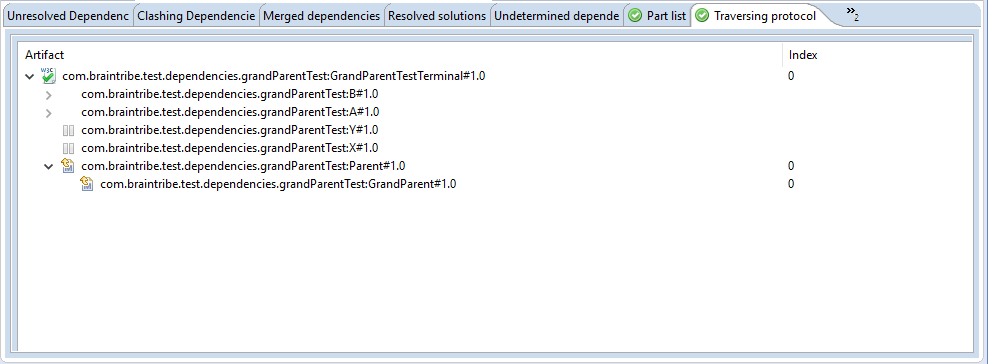 Unresolved Dependenc Clashing Dependencie Merged dependencies Resolved solutions Undetermined depende Part list Traversing protocol »2
Artifact Index
W3C com.braintribe.test.dependencies.grandParentTest:GrandParentTestTerminal#1.0 0
com.braintribe.test.dependencies.grandParentTest:B#1.0
com.braintribe.test.dependencies.grandParentTest:A#1.0
com.braintribe.test.dependencies.grandParentTest:Y#1.0
com.braintribe.test.dependencies.grandParentTest:X#1.0
com.braintribe.test.dependencies.grandParentTest:Parent#1.0 0
com.braintribe.test.dependencies.grandParentTest:GrandParent#1.0 0